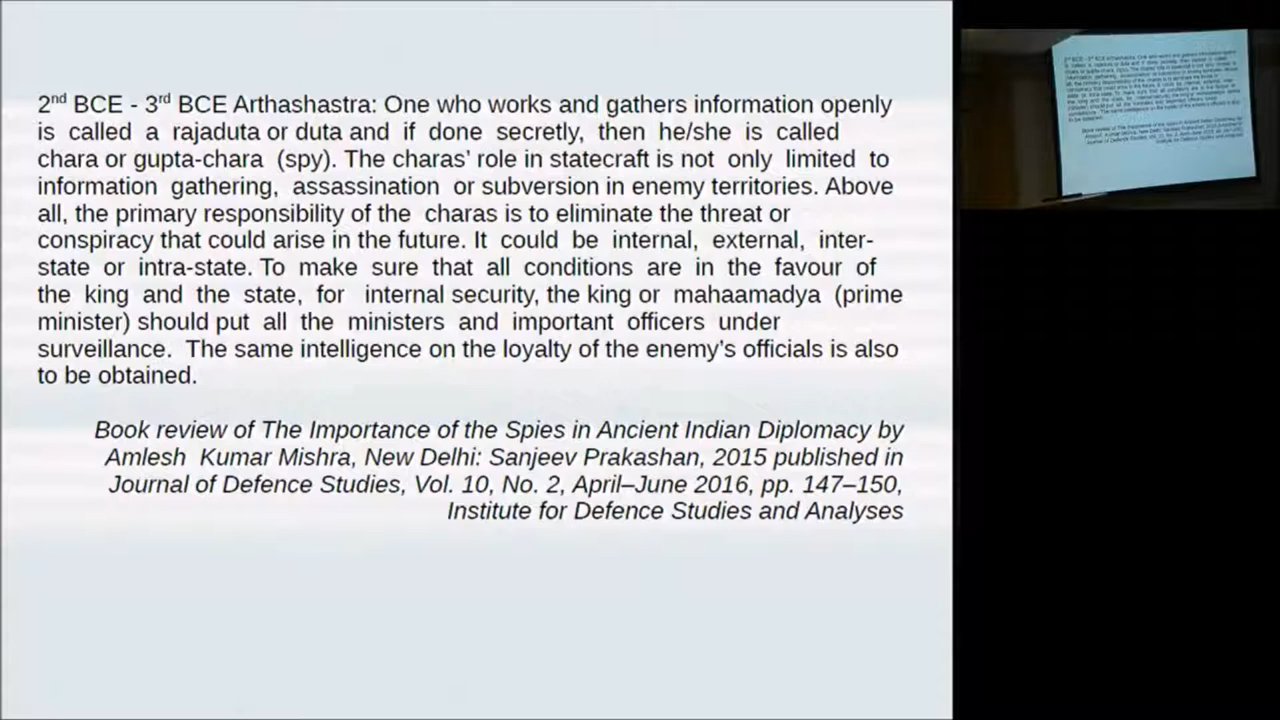 2nd BCE - 3rd BCE Arthashastra: One who works and gathers information openly
is called a rajaduta or duta and if done secretly, then he/she is called
chara or gupta-chara (spy). The charas' role in statecraft is not only limited to
information gathering, assassination or subversion in enemy territories. Above
all, the primary responsibility of the charas is to eliminate the threat or
conspiracy that could arise in the future. It could be internal, external, inter-
state or intra-state. To make sure that all conditions are in the favour of
the king and the state, for internal security, the king or mahaamadya (prime
minister) should put all the ministers and important officers under
surveillance. The same intelligence on the loyalty of the enemy's officials is also
to be obtained.
Book review of The Importance of the Spies in Ancient Indian Diplomacy by
Amlesh Kumar Mishra, New Delhi: Sanjeev Prakashan, 2015 published in
Journal of Defence Studies, Vol. 10, No. 2, April–June 2016, pp. 147–150,
Institute for Defence Studies and Analyses